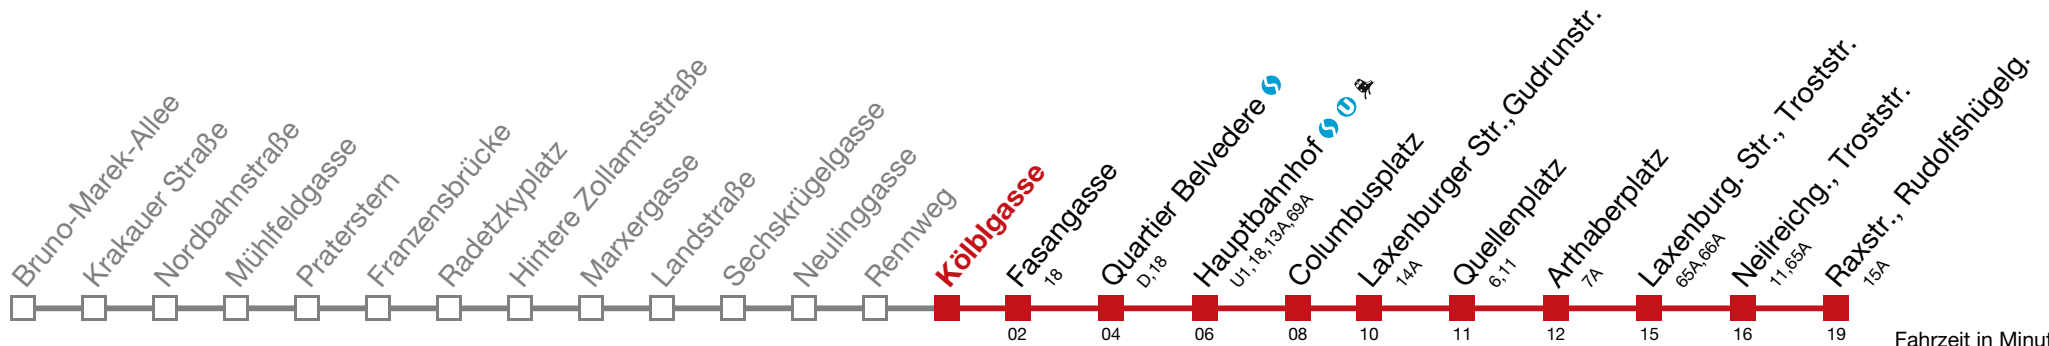 Bruno-Marek-Allee
Krakauer Straße
Nordbahnstraße
Mühlfeldgasse
Praterstern
Franzensbrücke
Radetzkyplatz
Hintere Zollamtsstraße
Marxergasse
Landstraße
Sechskrügelgasse
Neulinggasse
Rennweg
Kölblgasse
Fasangasse
18
02
Quartier Belvedere
D,18
04
Hauptbahnhof
U1,18,13A,69A
06
Columbusplatz
08
Laxenburger Str.,Gudrunstr.
14A
10
Quellenplatz
6,11
11
Arthaberplatz
7A
12
Laxenburg. Str., Troststr.
65A,66A
15
Neilreichg., Troststr.
11,65A
16
Raxstr., Rudolfshügelg.
15A
19
Fahrzeit in Minut